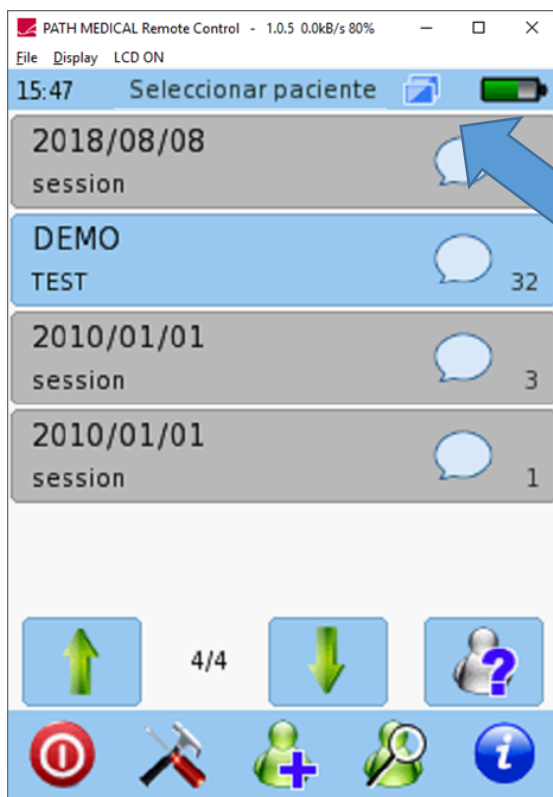 PATH MEDICAL Remote Control - 1.0.5 0.0kB/s 80%
File Display LCD ON
15:47 Seleccionar paciente
2018/08/08
session
DEMO
TEST
32
2010/01/01
session
3
2010/01/01
session
1
4/4